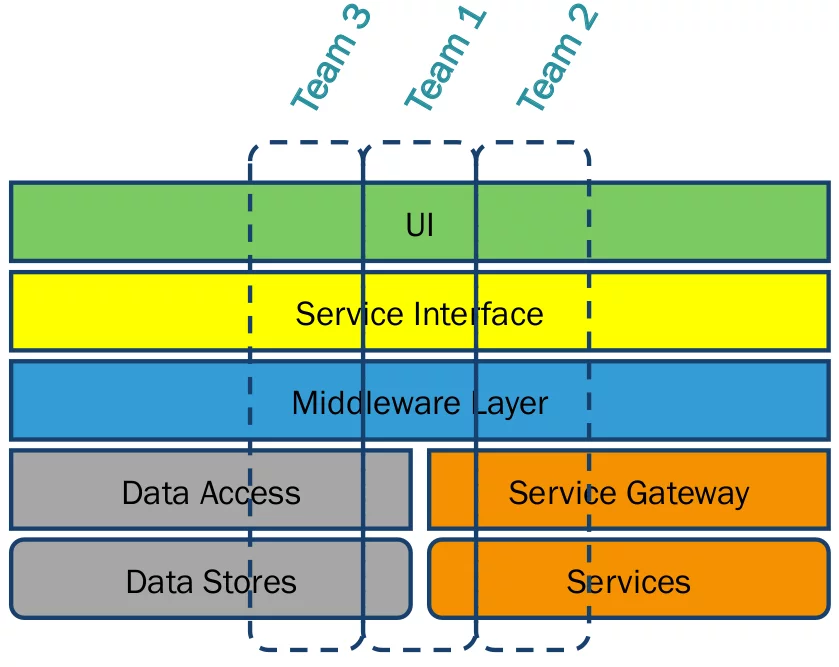 Team 3
Team 1
Team 2
UI
Service Interface
Middleware Layer
Data Access
Service Gateway
Data Stores
Services